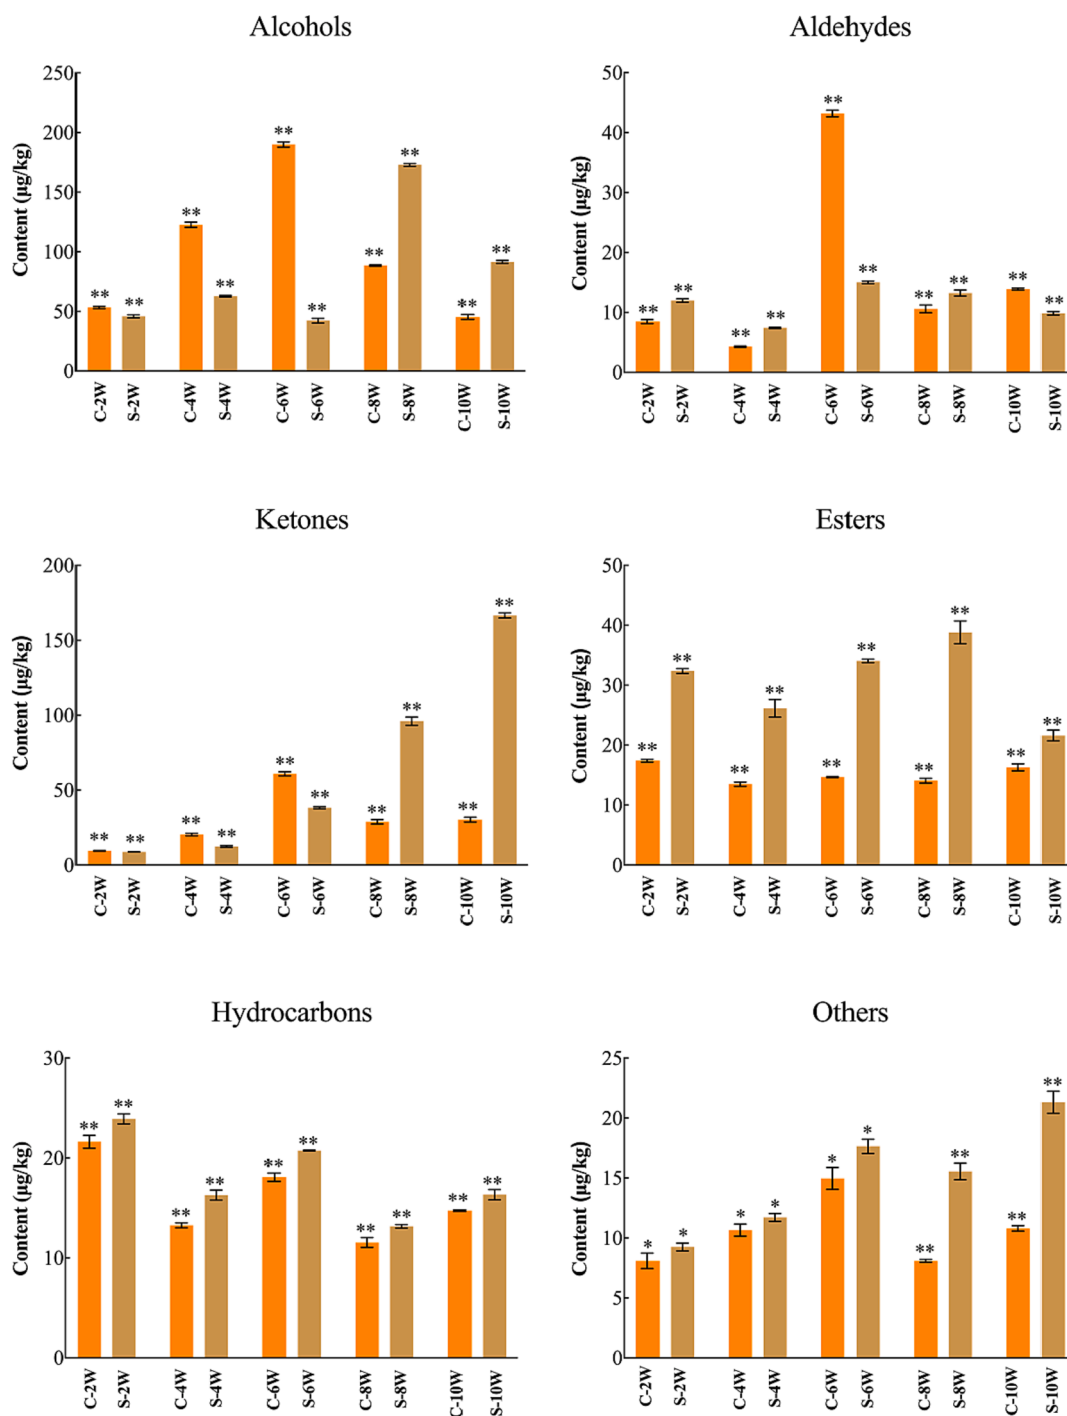 Alcohols
Content (µg/kg)
250
200
150
100
50
0
** ** ** ** ** ** ** ** ** **
C-2W S-2W C-4W S-4W C-6W S-6W C-8W S-8W C-10W S-10W
Aldehydes
Content (µg/kg)
50
40
30
20
10
0
** ** ** ** ** ** ** ** ** **
C-2W S-2W C-4W S-4W C-6W S-6W C-8W S-8W C-10W S-10W
Ketones
Content (µg/kg)
200
150
100
50
0
** ** ** ** ** ** ** ** ** **
C-2W S-2W C-4W S-4W C-6W S-6W C-8W S-8W C-10W S-10W
Esters
Content (µg/kg)
50
40
30
20
10
0
** ** ** ** ** ** ** ** ** **
C-2W S-2W C-4W S-4W C-6W S-6W C-8W S-8W C-10W S-10W
Hydrocarbons
Content (µg/kg)
30
20
10
0
** ** ** ** ** ** ** ** ** **
C-2W S-2W C-4W S-4W C-6W S-6W C-8W S-8W C-10W S-10W
Others
Content (µg/kg)
25
20
15
10
5
0
* * * * * * ** ** ** **
C-2W S-2W C-4W S-4W C-6W S-6W C-8W S-8W C-10W S-10W